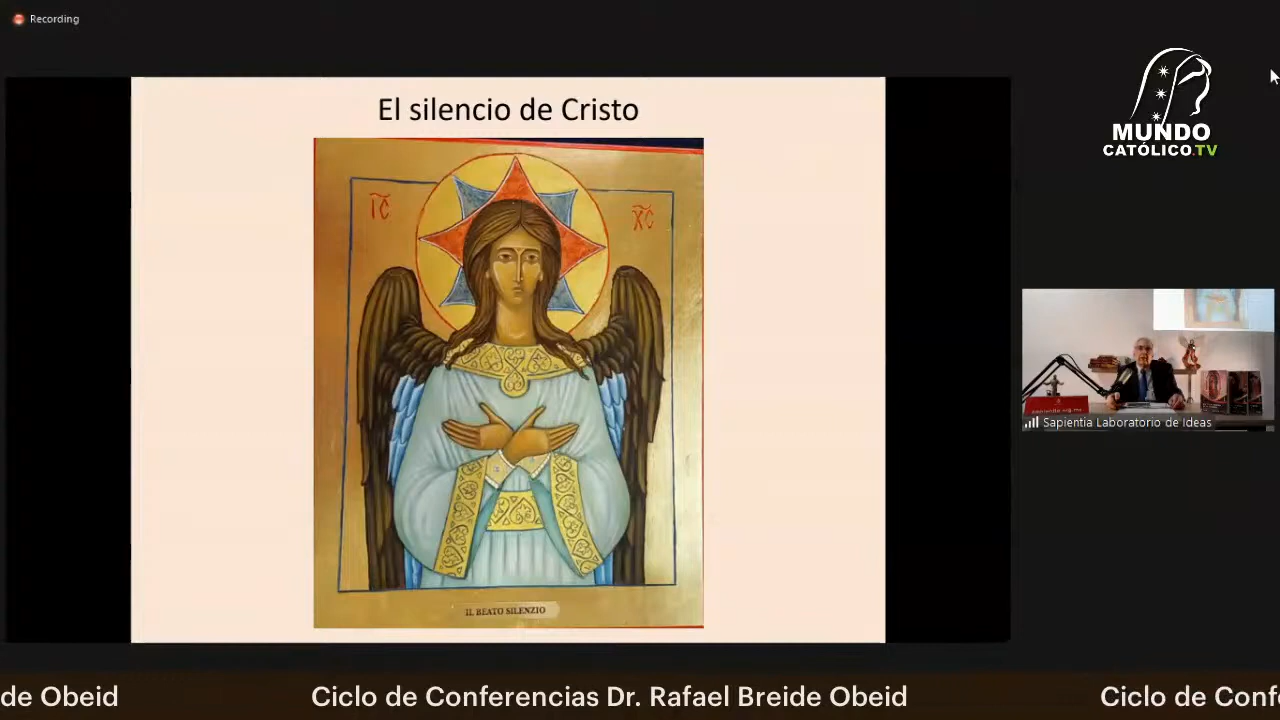 Recording
MUNDO
CATÓLICO.TV
El silencio de Cristo
IC
XC
IL BEATO SILENZIO
Sapientia Laboratorio de Ideas
de Obeid
Ciclo de Conferencias Dr. Rafael Breide Obeid
Ciclo de Conf